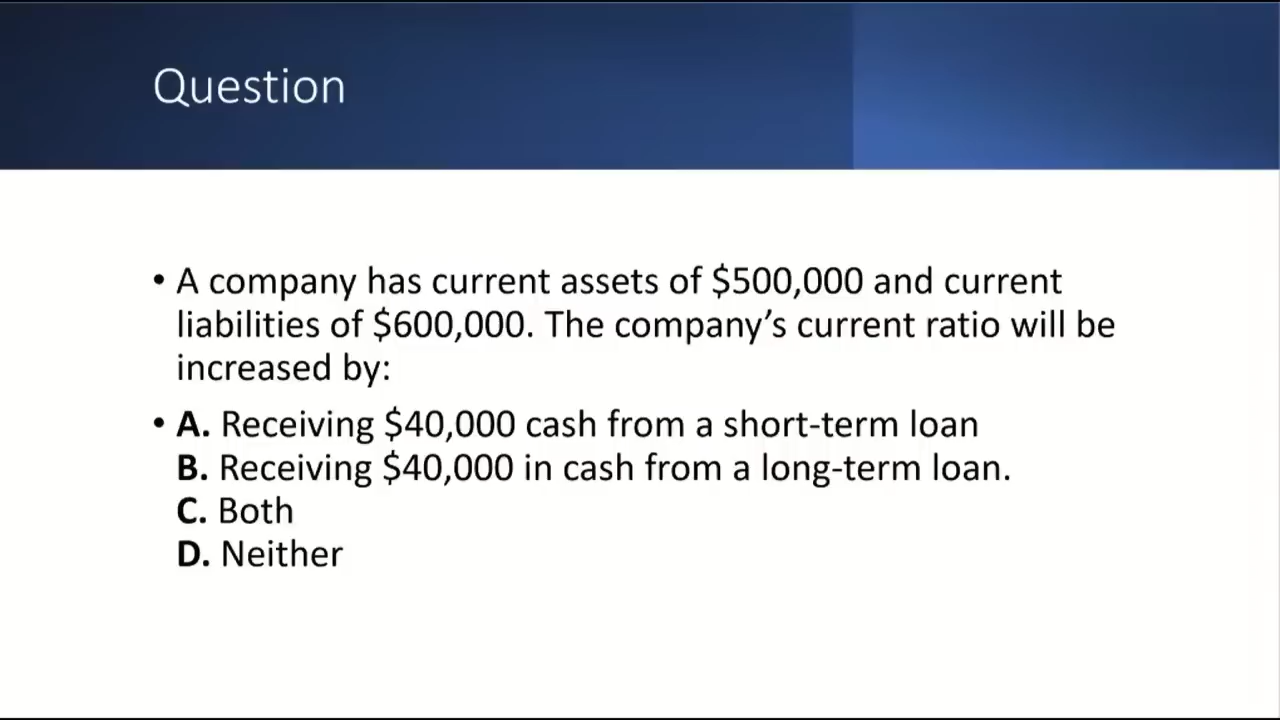 Question
• A company has current assets of $500,000 and current
liabilities of $600,000. The company’s current ratio will be
increased by:
• A. Receiving $40,000 cash from a short-term loan
B. Receiving $40,000 in cash from a long-term loan.
C. Both
D. Neither